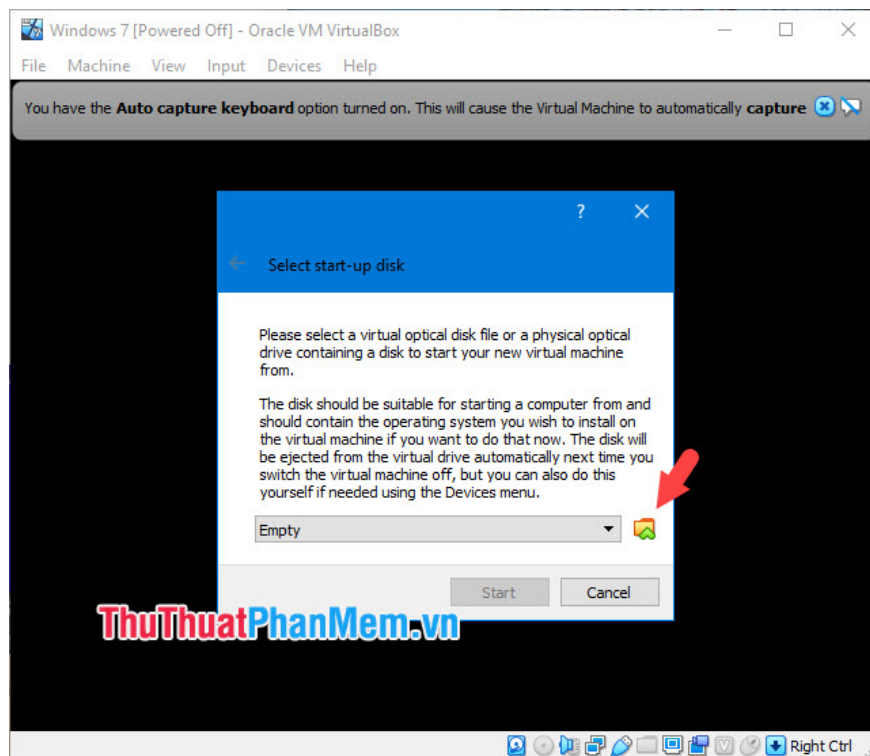 Windows 7 [Powered Off] - Oracle VM VirtualBox
File Machine View Input Devices Help
You have the Auto capture keyboard option turned on. This will cause the Virtual Machine to automatically capture
?
Select start-up disk
Please select a virtual optical disk file or a physical optical
drive containing a disk to start your new virtual machine
from.
The disk should be suitable for starting a computer from and
should contain the operating system you wish to install on
the virtual machine if you want to do that now. The disk will
be ejected from the virtual drive automatically next time you
switch the virtual machine off, but you can also do this
yourself if needed using the Devices menu.
Empty
Start Cancel
ThuThuatPhanMem.vn
Right Ctrl